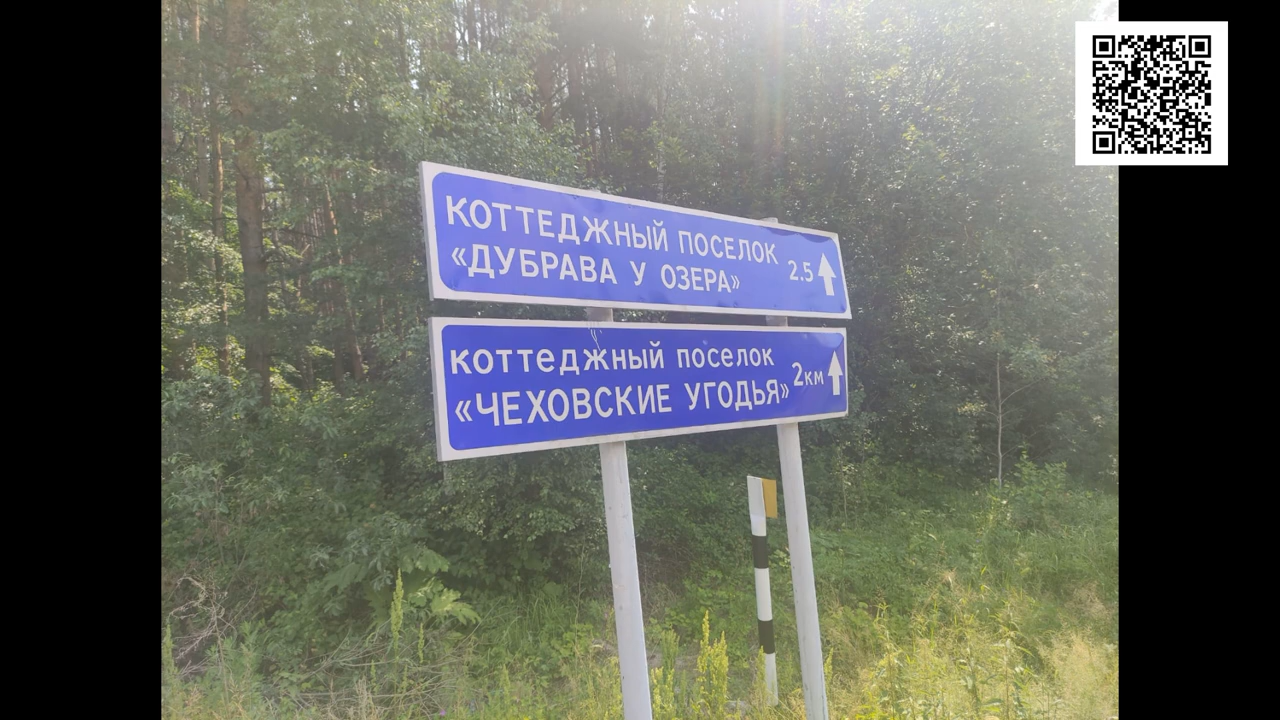 КОТТЕДЖНЫЙ ПОСЕЛОК
«ДУБРАВА У ОЗЕРА» 2.5
коттеджный поселок
«ЧЕХОВСКИЕ УГОДЬЯ» 2км